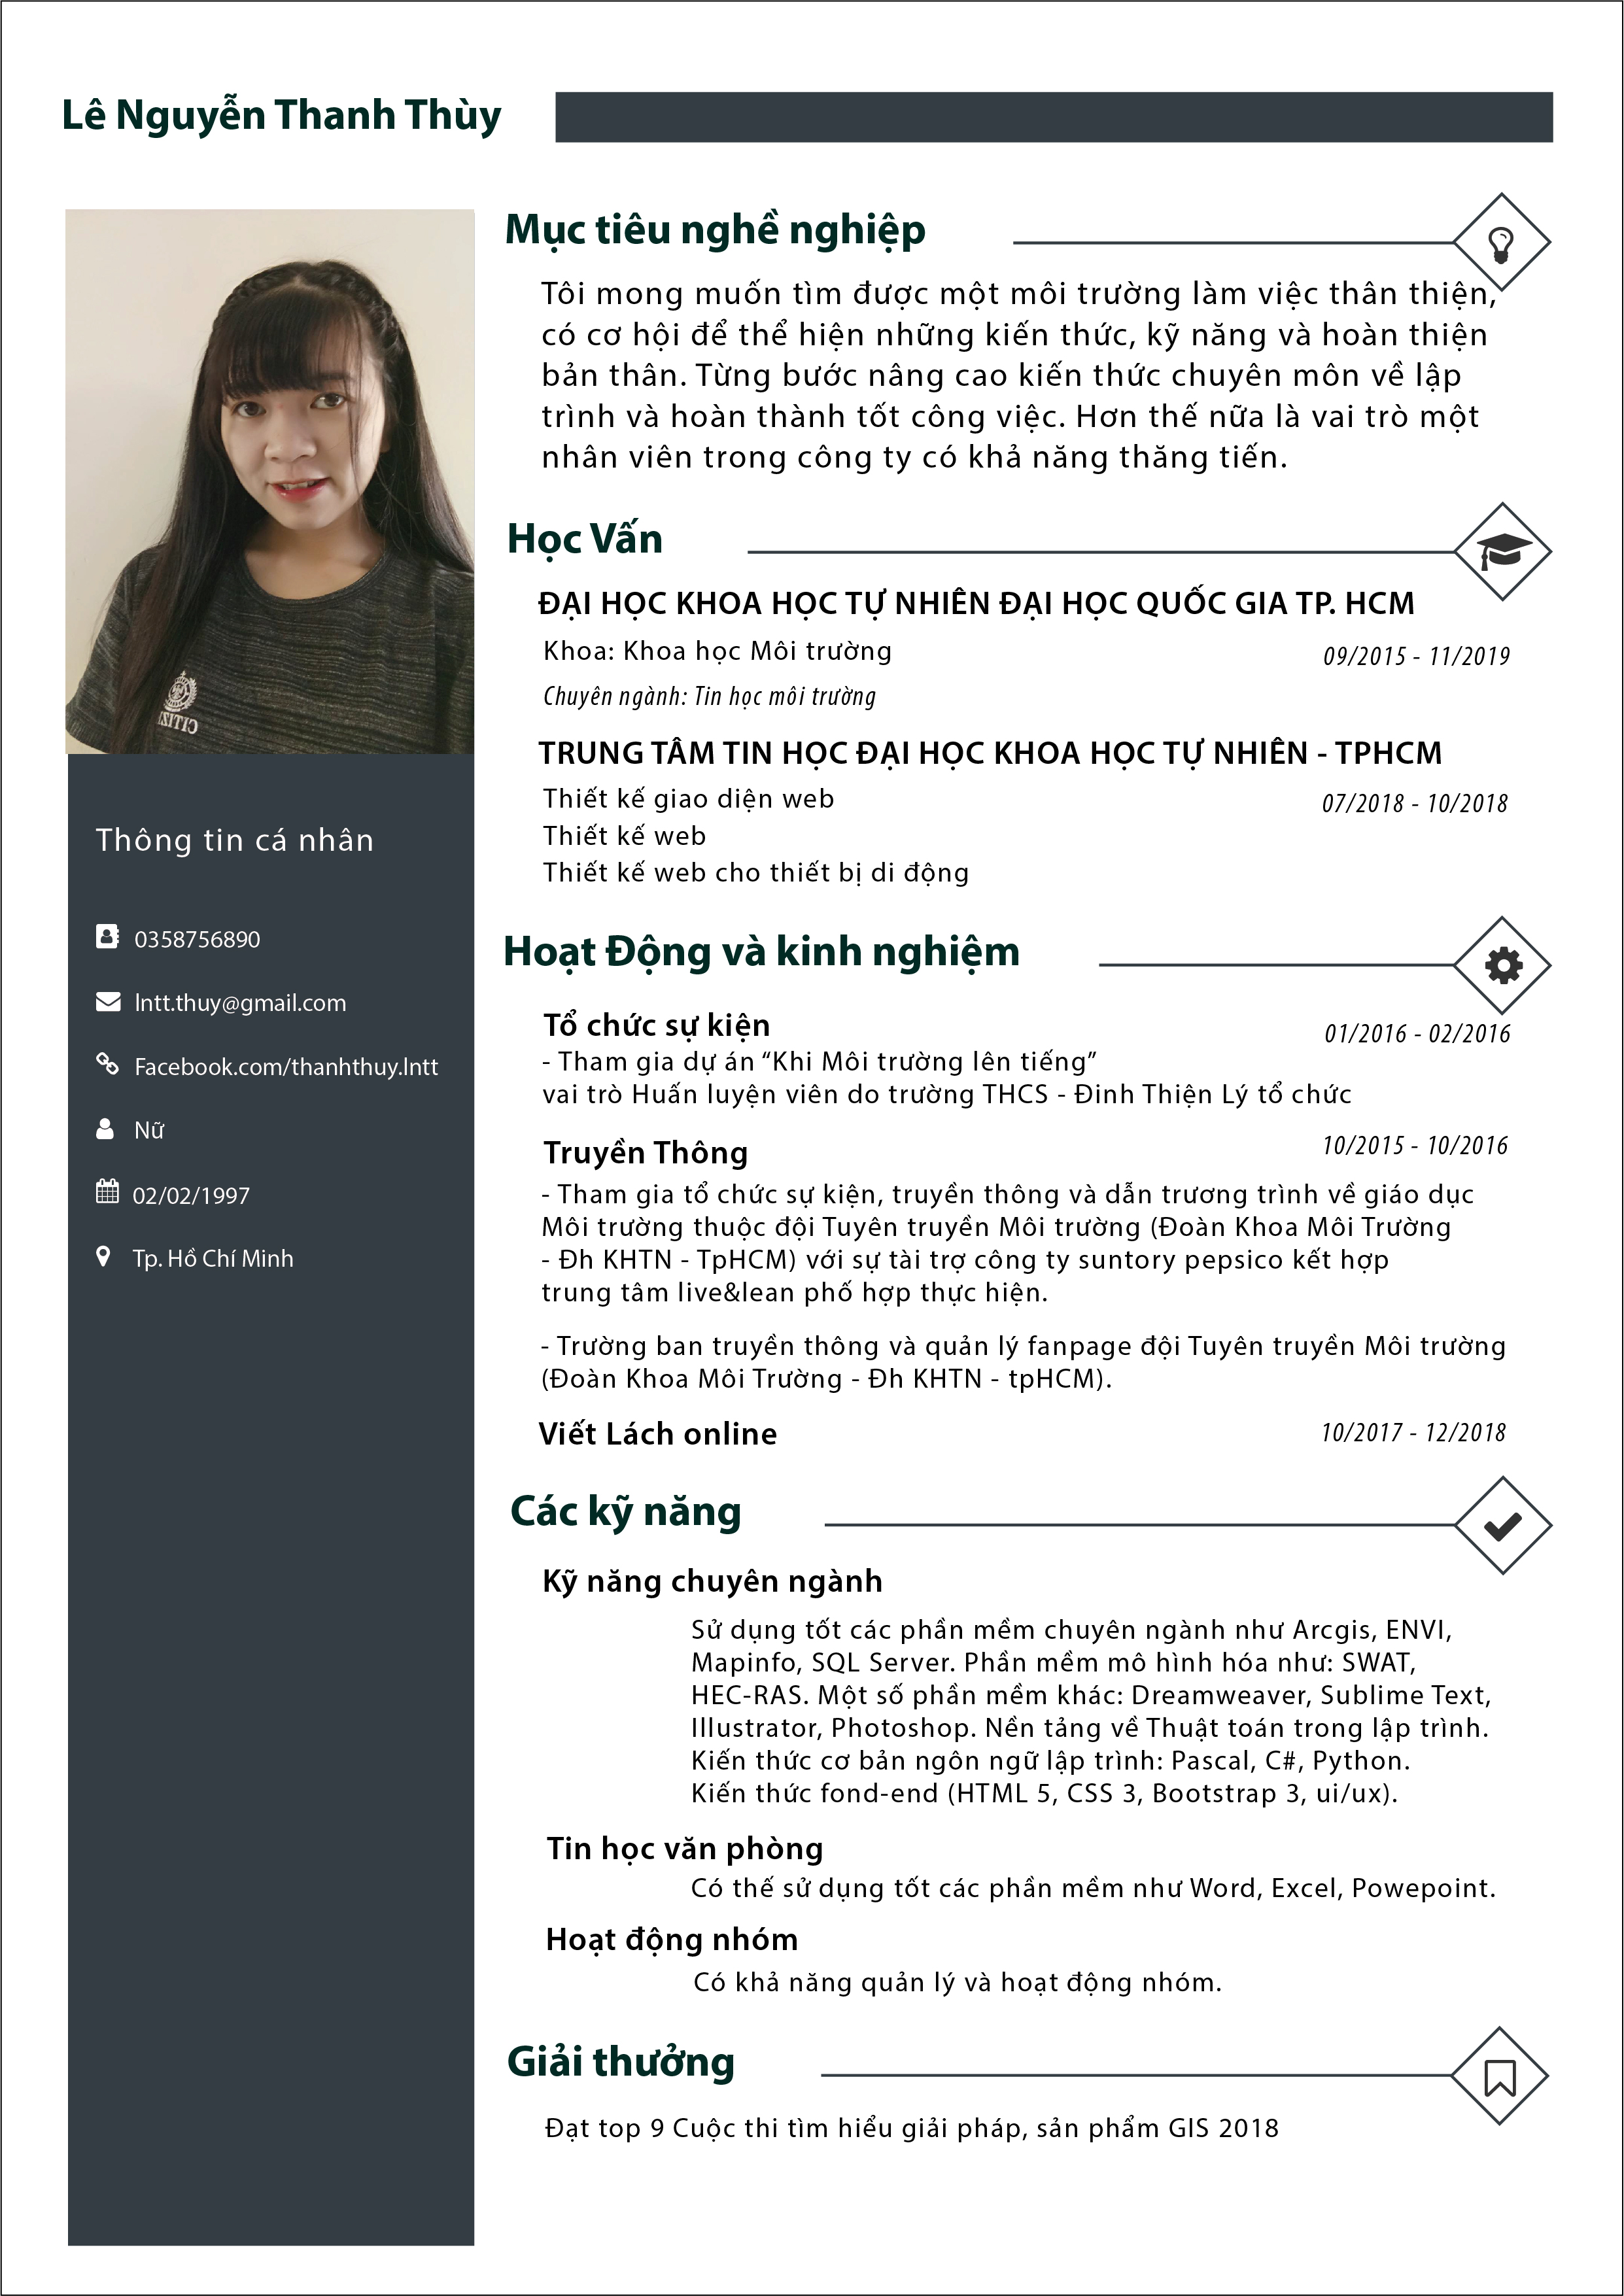 Lê Nguyễn Thanh Thùy
Thông tin cá nhân
0358756890
lntt.thuy@gmail.com
Facebook.com/thanhthuy.lntt
Nữ
02/02/1997
Tp. Hồ Chí Minh
Mục tiêu nghề nghiệp
Tôi mong muốn tìm được một môi trường làm việc thân thiện,
có cơ hội để thể hiện những kiến thức, kỹ năng và hoàn thiện
bản thân. Từng bước nâng cao kiến thức chuyên môn về lập
trình và hoàn thành tốt công việc. Hơn thế nữa là vai trò một
nhân viên trong công ty có khả năng thăng tiến.
Học Vấn
ĐẠI HỌC KHOA HỌC TỰ NHIÊN ĐẠI HỌC QUỐC GIA TP. HCM
Khoa: Khoa học Môi trường
09/2015 - 11/2019
Chuyên ngành: Tin học môi trường
TRUNG TÂM TIN HỌC ĐẠI HỌC KHOA HỌC TỰ NHIÊN - TPHCM
Thiết kế giao diện web
07/2018 - 10/2018
Thiết kế web
Thiết kế web cho thiết bị di động
Hoạt Động và kinh nghiệm
Tổ chức sự kiện
01/2016 - 02/2016
- Tham gia dự án “Khi Môi trường lên tiếng”
vai trò Huấn luyện viên do trường THCS - Đinh Thiện Lý tổ chức
Truyền Thông
10/2015 - 10/2016
- Tham gia tổ chức sự kiện, truyền thông và dẫn trương trình về giáo dục
Môi trường thuộc đội Tuyên truyền Môi trường (Đoàn Khoa Môi Trường
- Đh KHTN - TpHCM) với sự tài trợ công ty suntory pepsico kết hợp
trung tâm live&lean phố hợp thực hiện.
- Trường ban truyền thông và quản lý fanpage đội Tuyên truyền Môi trường
(Đoàn Khoa Môi Trường - Đh KHTN - tpHCM).
Viết Lách online
10/2017 - 12/2018
Các kỹ năng
Kỹ năng chuyên ngành
Sử dụng tốt các phần mềm chuyên ngành như Arcgis, ENVI,
Mapinfo, SQL Server. Phần mềm mô hình hóa như: SWAT,
HEC-RAS. Một số phần mềm khác: Dreamweaver, Sublime Text,
Illustrator, Photoshop. Nền tảng về Thuật toán trong lập trình.
Kiến thức cơ bản ngôn ngữ lập trình: Pascal, C#, Python.
Kiến thức fond-end (HTML 5, CSS 3, Bootstrap 3, ui/ux).
Tin học văn phòng
Có thế sử dụng tốt các phần mềm như Word, Excel, Powepoint.
Hoạt động nhóm
Có khả năng quản lý và hoạt động nhóm.
Giải thưởng
Đạt top 9 Cuộc thi tìm hiểu giải pháp, sản phẩm GIS 2018